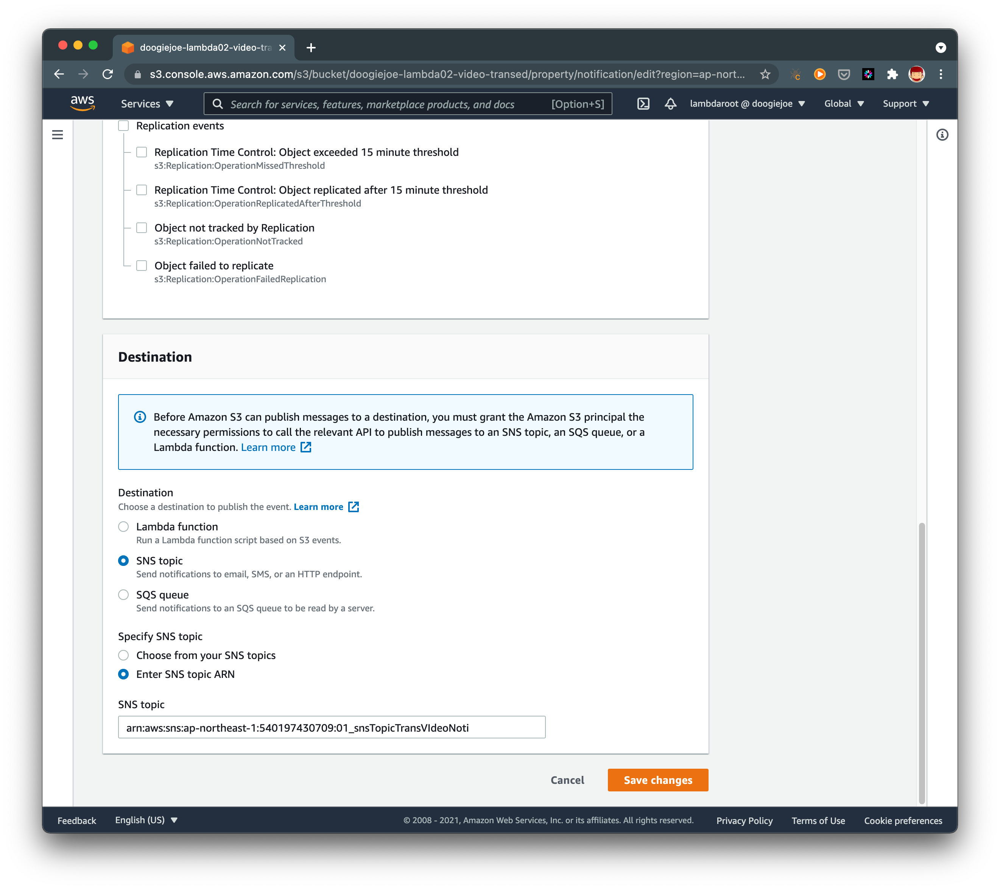 doogiejoe-lambda02-video-tra
s3.console.aws.amazon.com/s3/bucket/doogiejoe-lambda02-video-transed/property/notification/edit?region=ap-nort...
aws
Services
Search for services, features, marketplace products, and docs
[Option+S]
lambdaroot @ doogiejoe
Global
Support
Replication events
Replication Time Control: Object exceeded 15 minute threshold
s3:Replication:OperationMissedThreshold
Replication Time Control: Object replicated after 15 minute threshold
s3:Replication:OperationReplicatedAfterThreshold
Object not tracked by Replication
s3:Replication:OperationNotTracked
Object failed to replicate
s3:Replication:OperationFailedReplication
Destination
Before Amazon S3 can publish messages to a destination, you must grant the Amazon S3 principal the
necessary permissions to call the relevant API to publish messages to an SNS topic, an SQS queue, or a
Lambda function. Learn more
Destination
Choose a destination to publish the event. Learn more
Lambda function
Run a Lambda function script based on S3 events.
SNS topic
Send notifications to email, SMS, or an HTTP endpoint.
SQS queue
Send notifications to an SQS queue to be read by a server.
Specify SNS topic
Choose from your SNS topics
Enter SNS topic ARN
SNS topic
arn:aws:sns:ap-northeast-1:540197430709:01_snsTopicTransVIdeoNoti
Cancel
Save changes
Feedback
English (US)
© 2008 - 2021, Amazon Web Services, Inc. or its affiliates. All rights reserved.
Privacy Policy
Terms of Use
Cookie preferences